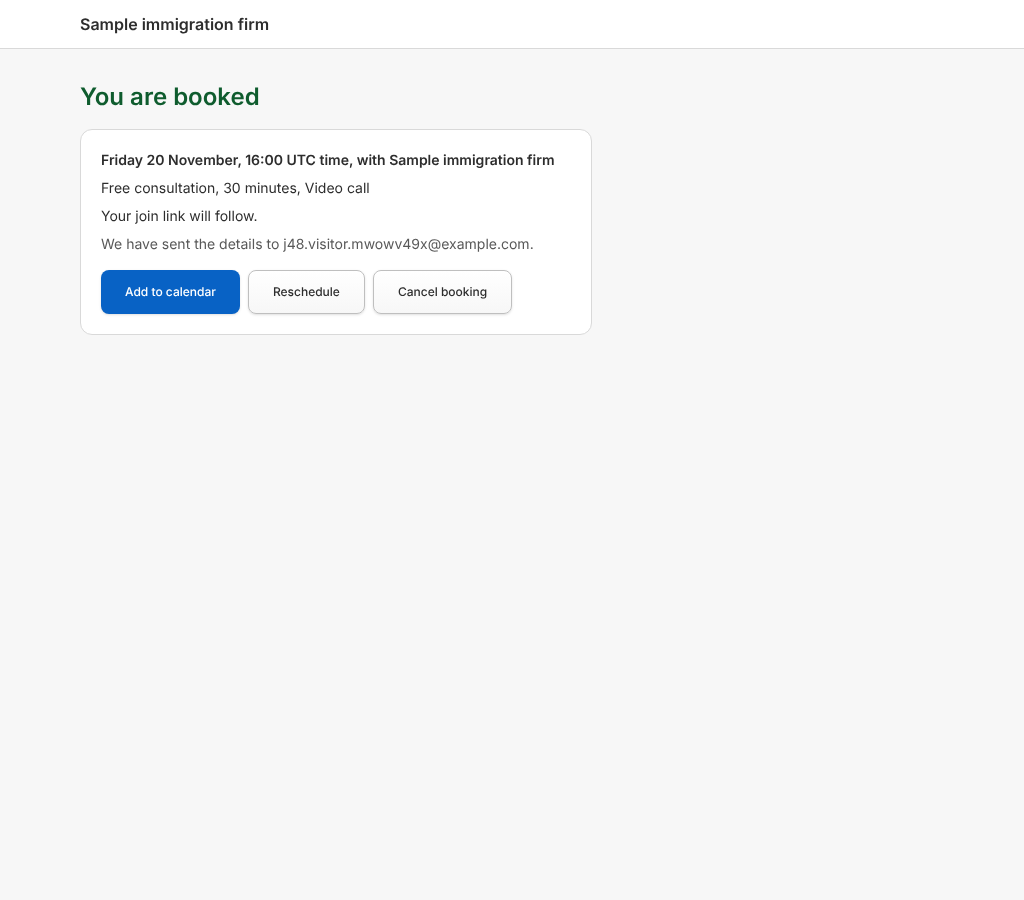 Sample immigration firm
You are booked
Friday 20 November, 16:00 UTC time, with Sample immigration firm
Free consultation, 30 minutes, Video call
Your join link will follow.
We have sent the details to j48.visitor.mwowv49x@example.com.
Add to calendar
Reschedule
Cancel booking